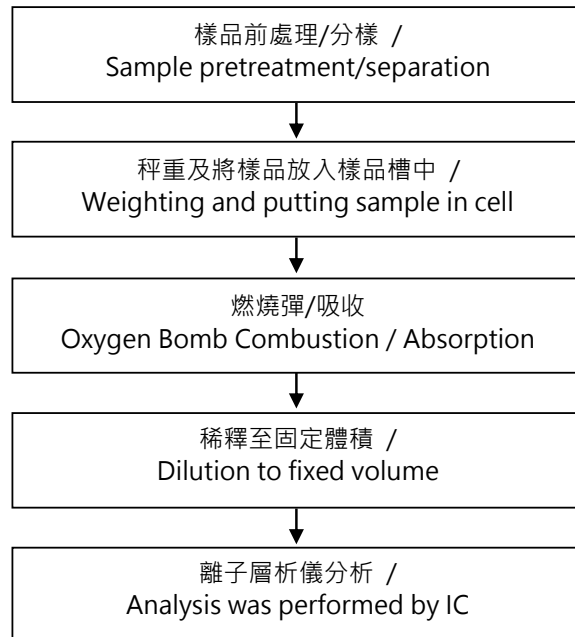 樣品前處理/分樣 /
Sample pretreatment/separation
秤重及將樣品放入樣品槽中 /
Weighting and putting sample in cell
燃燒彈/吸收
Oxygen Bomb Combustion / Absorption
稀釋至固定體積 /
Dilution to fixed volume
離子層析儀分析 /
Analysis was performed by IC